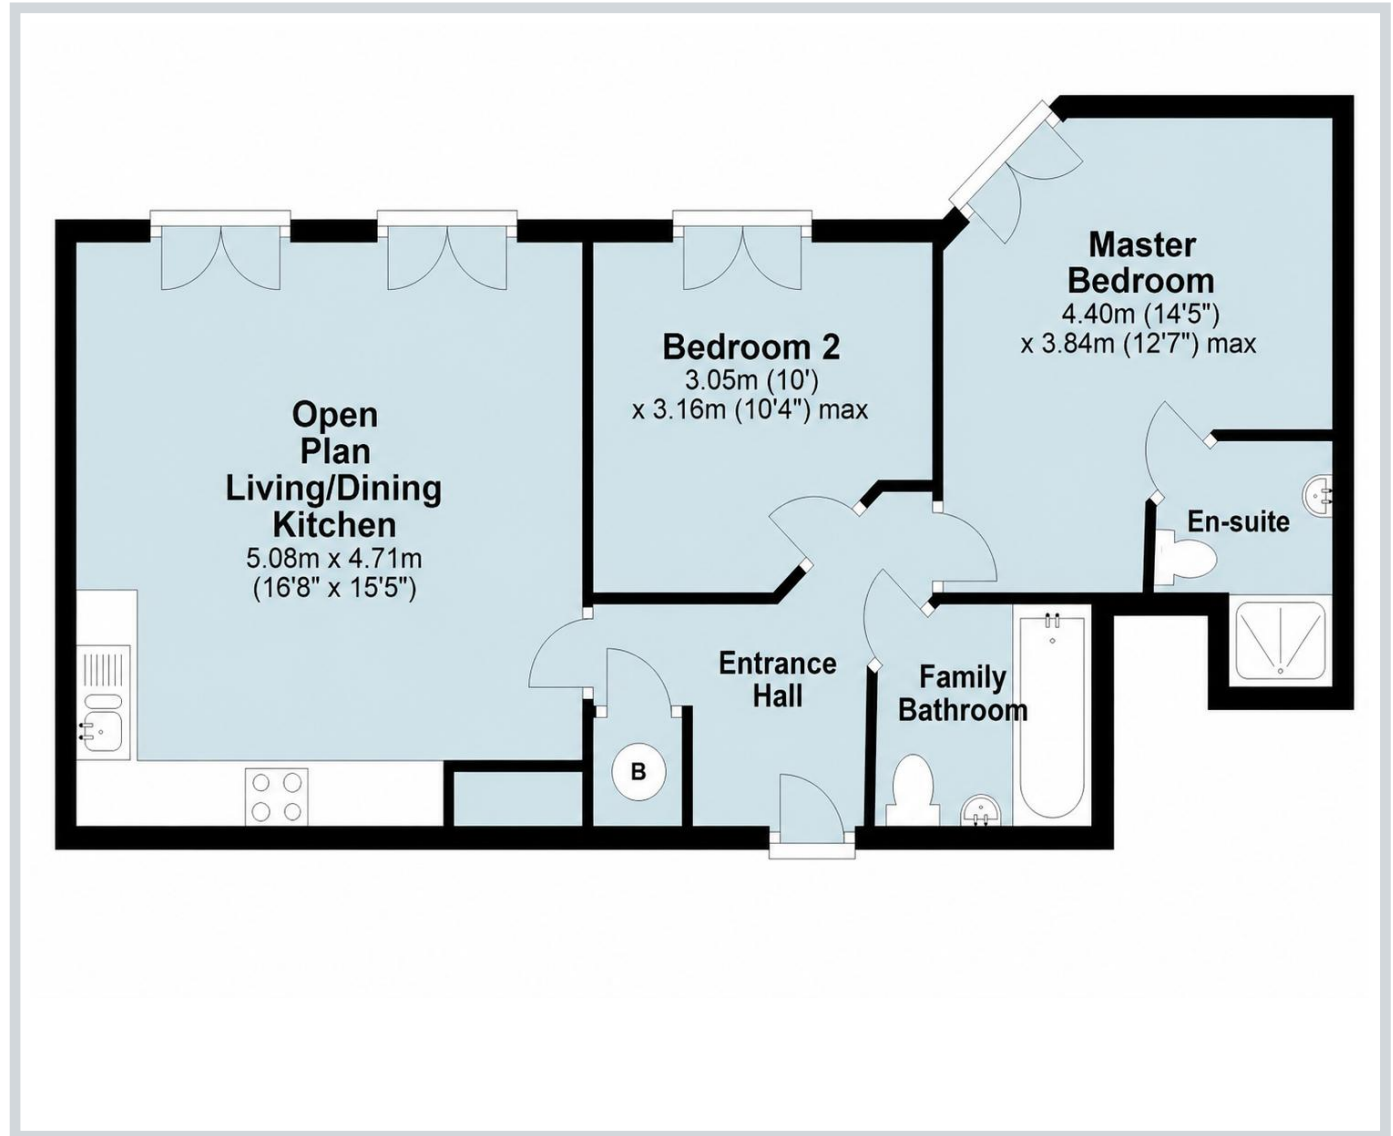 Open
Plan
Living/Dining
Kitchen
5.08m x 4.71m
(16'8" x 15'5")
Bedroom 2
3.05m (10')
x 3.16m (10'4") max
Master
Bedroom
4.40m (14'5")
x 3.84m (12'7") max
En-suite
Entrance
Hall
Family
Bathroom
B